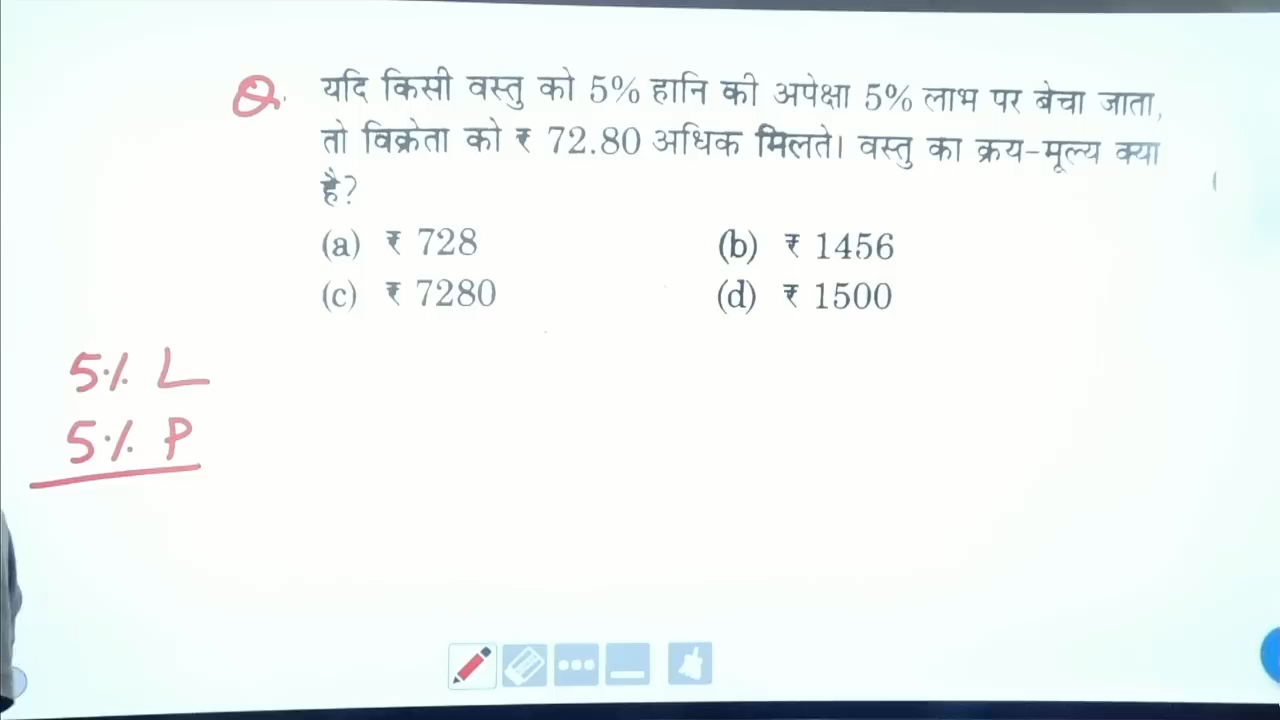 Q. यदि किसी वस्तु को 5% हानि की अपेक्षा 5% लाभ पर बेचा जाता,
तो विक्रेता को ₹ 72.80 अधिक मिलते। वस्तु का क्रय-मूल्य क्या
है?
(a) ₹ 728 (b) ₹ 1456
(c) ₹ 7280 (d) ₹ 1500
5% L
5% P